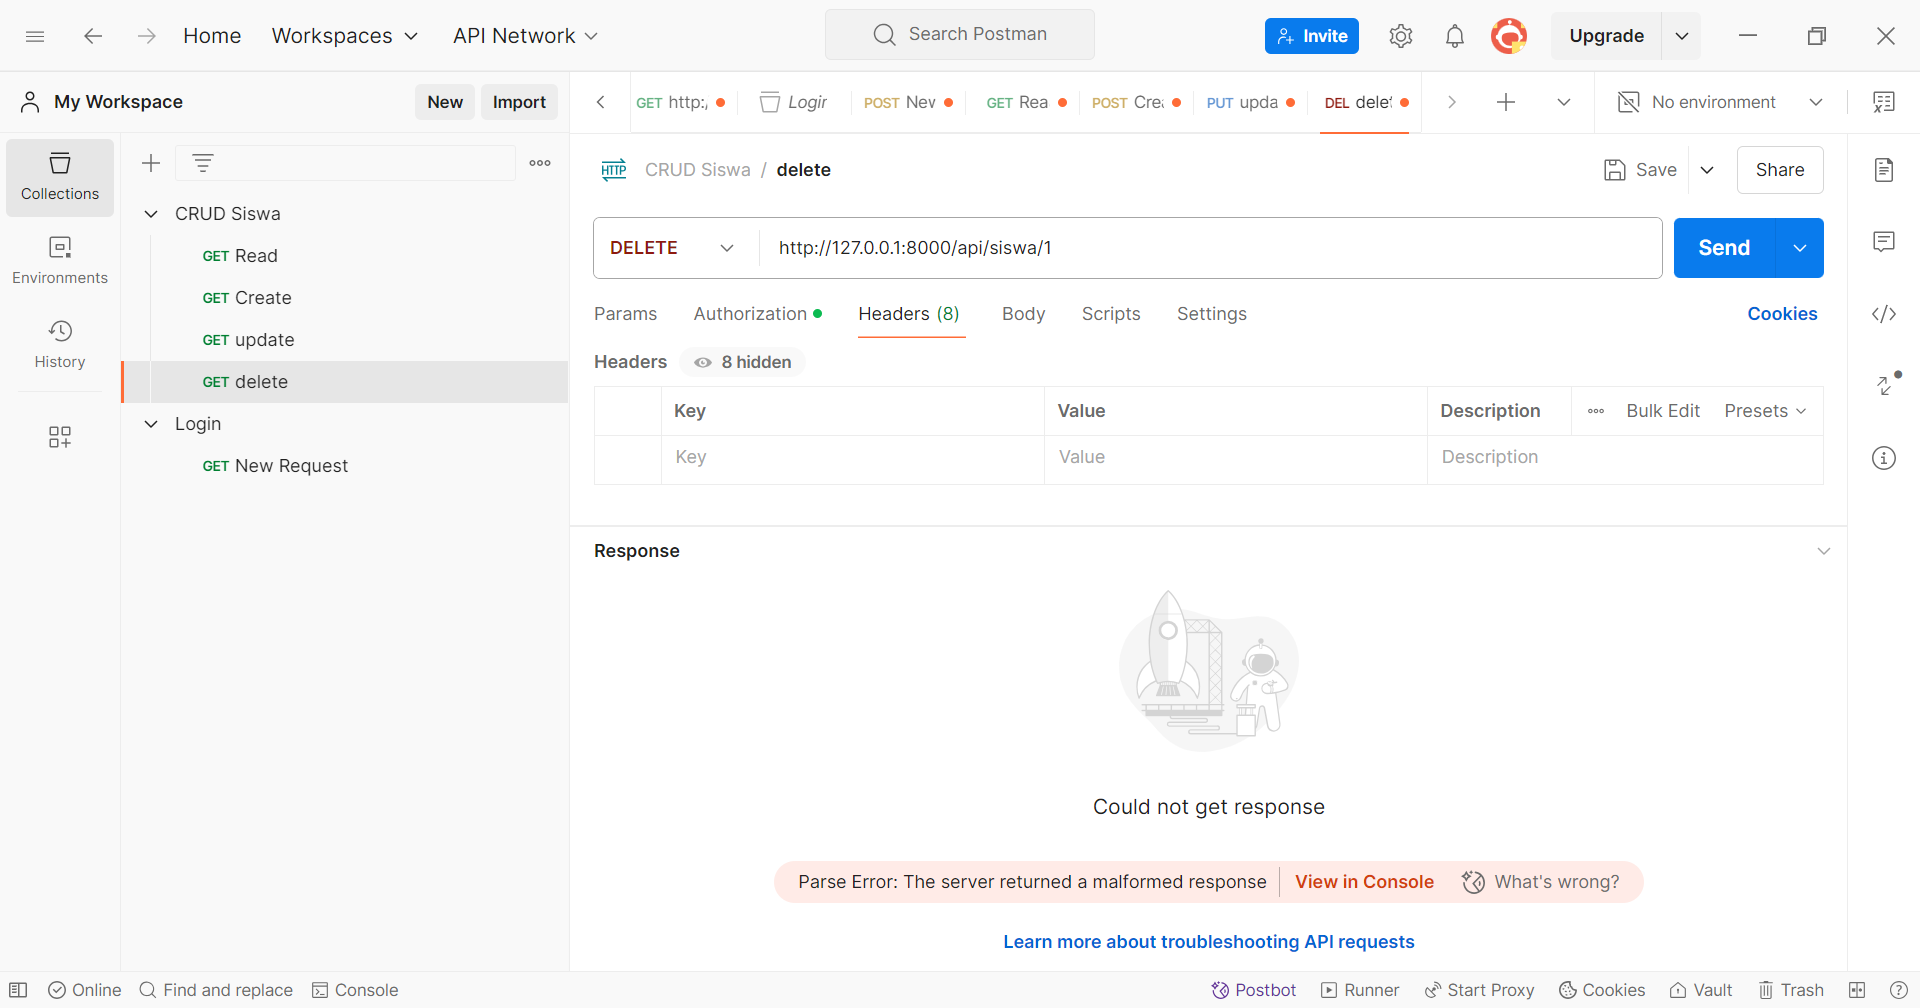 Home Workspaces API Network Search Postman Invite Upgrade
My Workspace New Import
GET http:/ Login POST New GET Rea POST Crea PUT upda DEL delet No environment
Collections
Environments
History
CRUD Siswa
GET Read
GET Create
GET update
GET delete
Login
GET New Request
HTTP CRUD Siswa / delete Save Share
DELETE http://127.0.0.1:8000/api/siswa/1 Send
Params Authorization Headers (8) Body Scripts Settings Cookies
Headers 8 hidden
Key Value Description Bulk Edit Presets
Key Value Description
Response
Could not get response
Parse Error: The server returned a malformed response View in Console What's wrong?
Learn more about troubleshooting API requests
Online Find and replace Console Postbot Runner Start Proxy Cookies Vault Trash